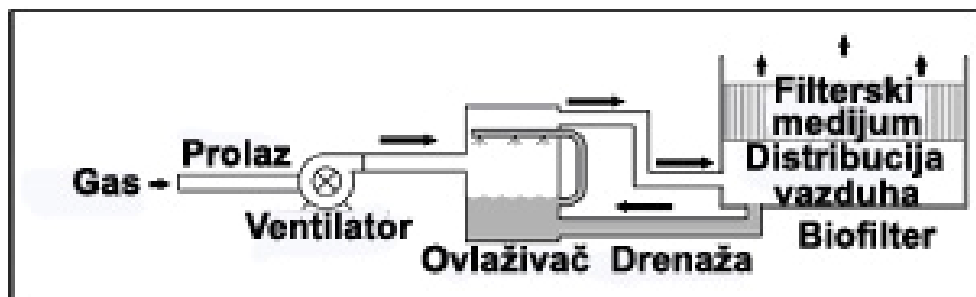 Gas
Prolaz
Ventilator
Ovlaživač
Drenaža
Filterski
medijum
Distribucija
vazduha
Biofilter